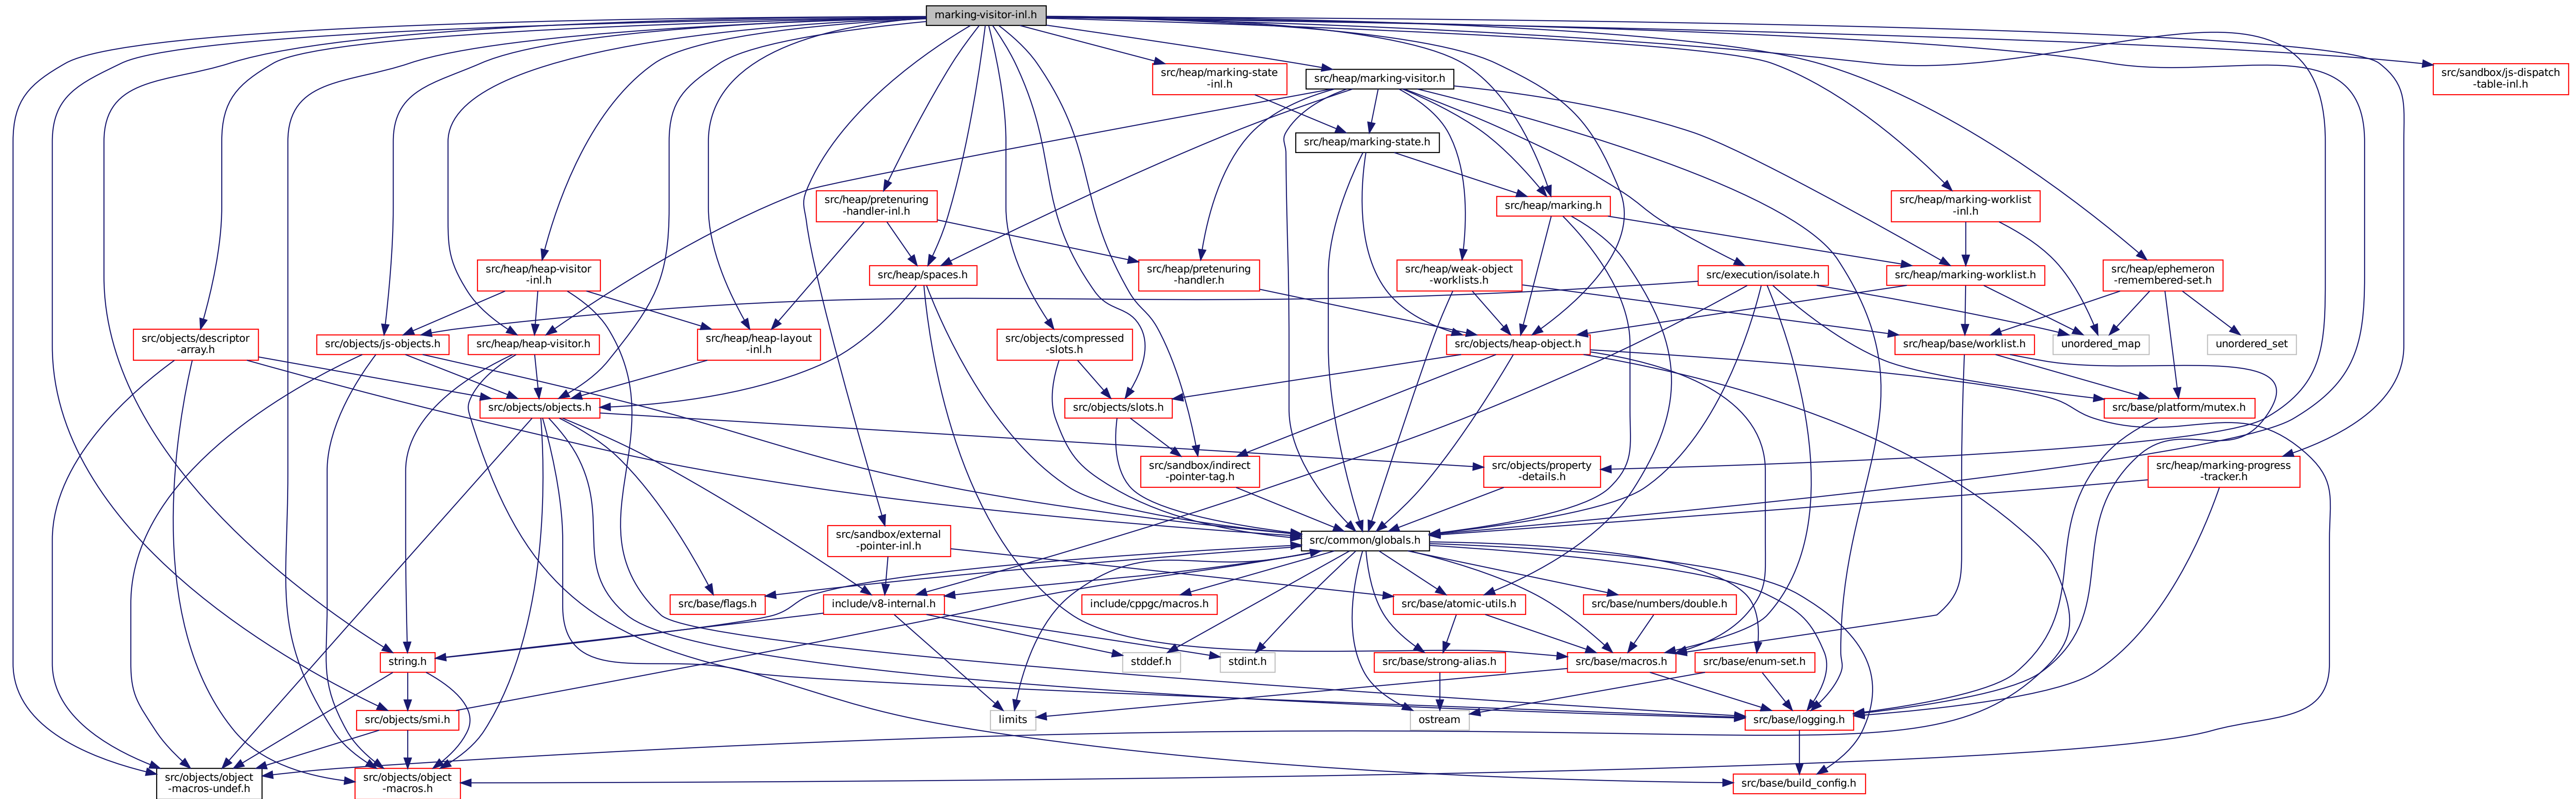 marking-visitor-inl.h
src/heap/marking-state
-inl.h
src/heap/marking-visitor.h
src/sandbox/js-dispatch
-table-inl.h
src/heap/marking-state.h
src/heap/pretenuring
-handler-inl.h
src/heap/marking.h
src/heap/marking-worklist
-inl.h
src/heap/heap-visitor
-inl.h
src/heap/spaces.h
src/heap/pretenuring
-handler.h
src/heap/weak-object
-worklists.h
src/execution/isolate.h
src/heap/marking-worklist.h
src/heap/ephemeron
-remembered-set.h
src/objects/descriptor
-array.h
src/objects/js-objects.h
src/heap/heap-visitor.h
src/heap/heap-layout
-inl.h
src/objects/compressed
-slots.h
src/objects/heap-object.h
src/heap/base/worklist.h
unordered_map
unordered_set
src/objects/objects.h
src/objects/slots.h
src/base/platform/mutex.h
src/sandbox/indirect
-pointer-tag.h
src/objects/property
-details.h
src/heap/marking-progress
-tracker.h
src/sandbox/external
-pointer-inl.h
src/common/globals.h
src/base/flags.h
include/v8-internal.h
include/cppgc/macros.h
src/base/atomic-utils.h
src/base/numbers/double.h
string.h
stddef.h
stdint.h
src/base/strong-alias.h
src/base/macros.h
src/base/enum-set.h
src/objects/smi.h
limits
ostream
src/base/logging.h
src/objects/object
-macros-undef.h
src/objects/object
-macros.h
src/base/build_config.h